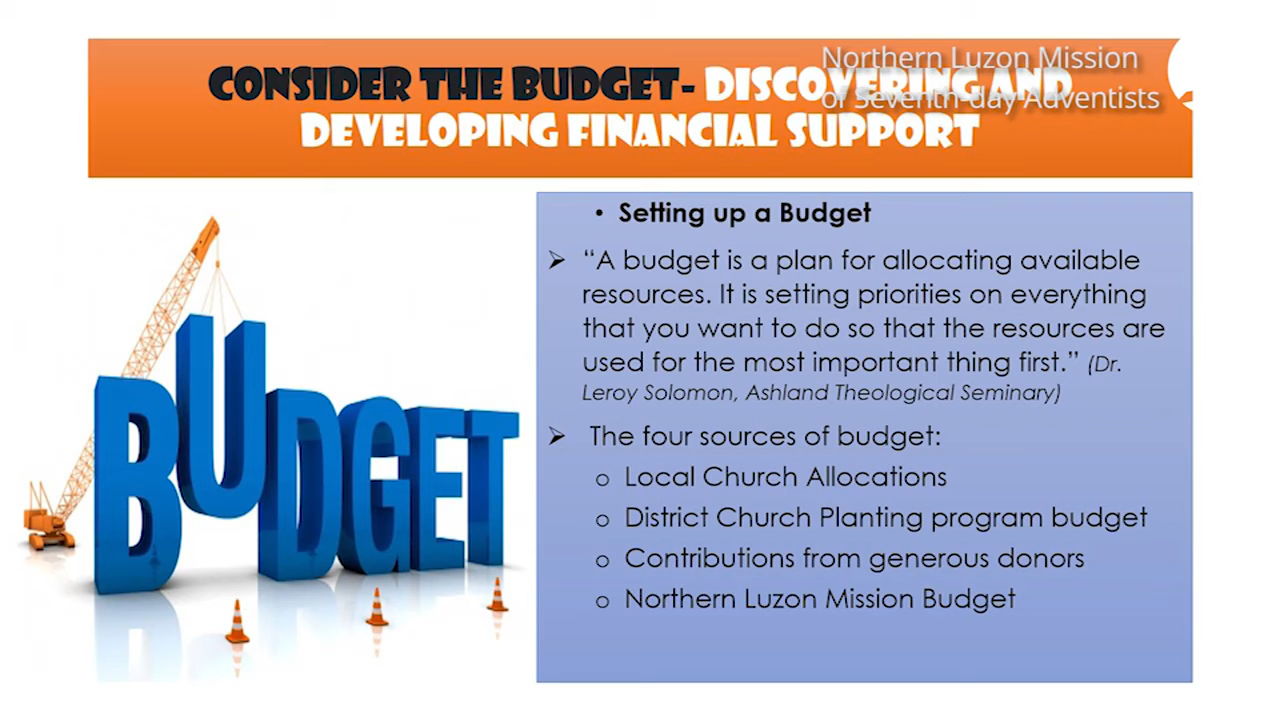 Northern Luzon Mission
of Seventh-day Adventists
CONSIDER THE BUDGET- DISCOVERING AND
DEVELOPING FINANCIAL SUPPORT
BUDGET
• Setting up a Budget
➢ “A budget is a plan for allocating available
resources. It is setting priorities on everything
that you want to do so that the resources are
used for the most important thing first.” (Dr.
Leroy Solomon, Ashland Theological Seminary)
➢ The four sources of budget:
o Local Church Allocations
o District Church Planting program budget
o Contributions from generous donors
o Northern Luzon Mission Budget